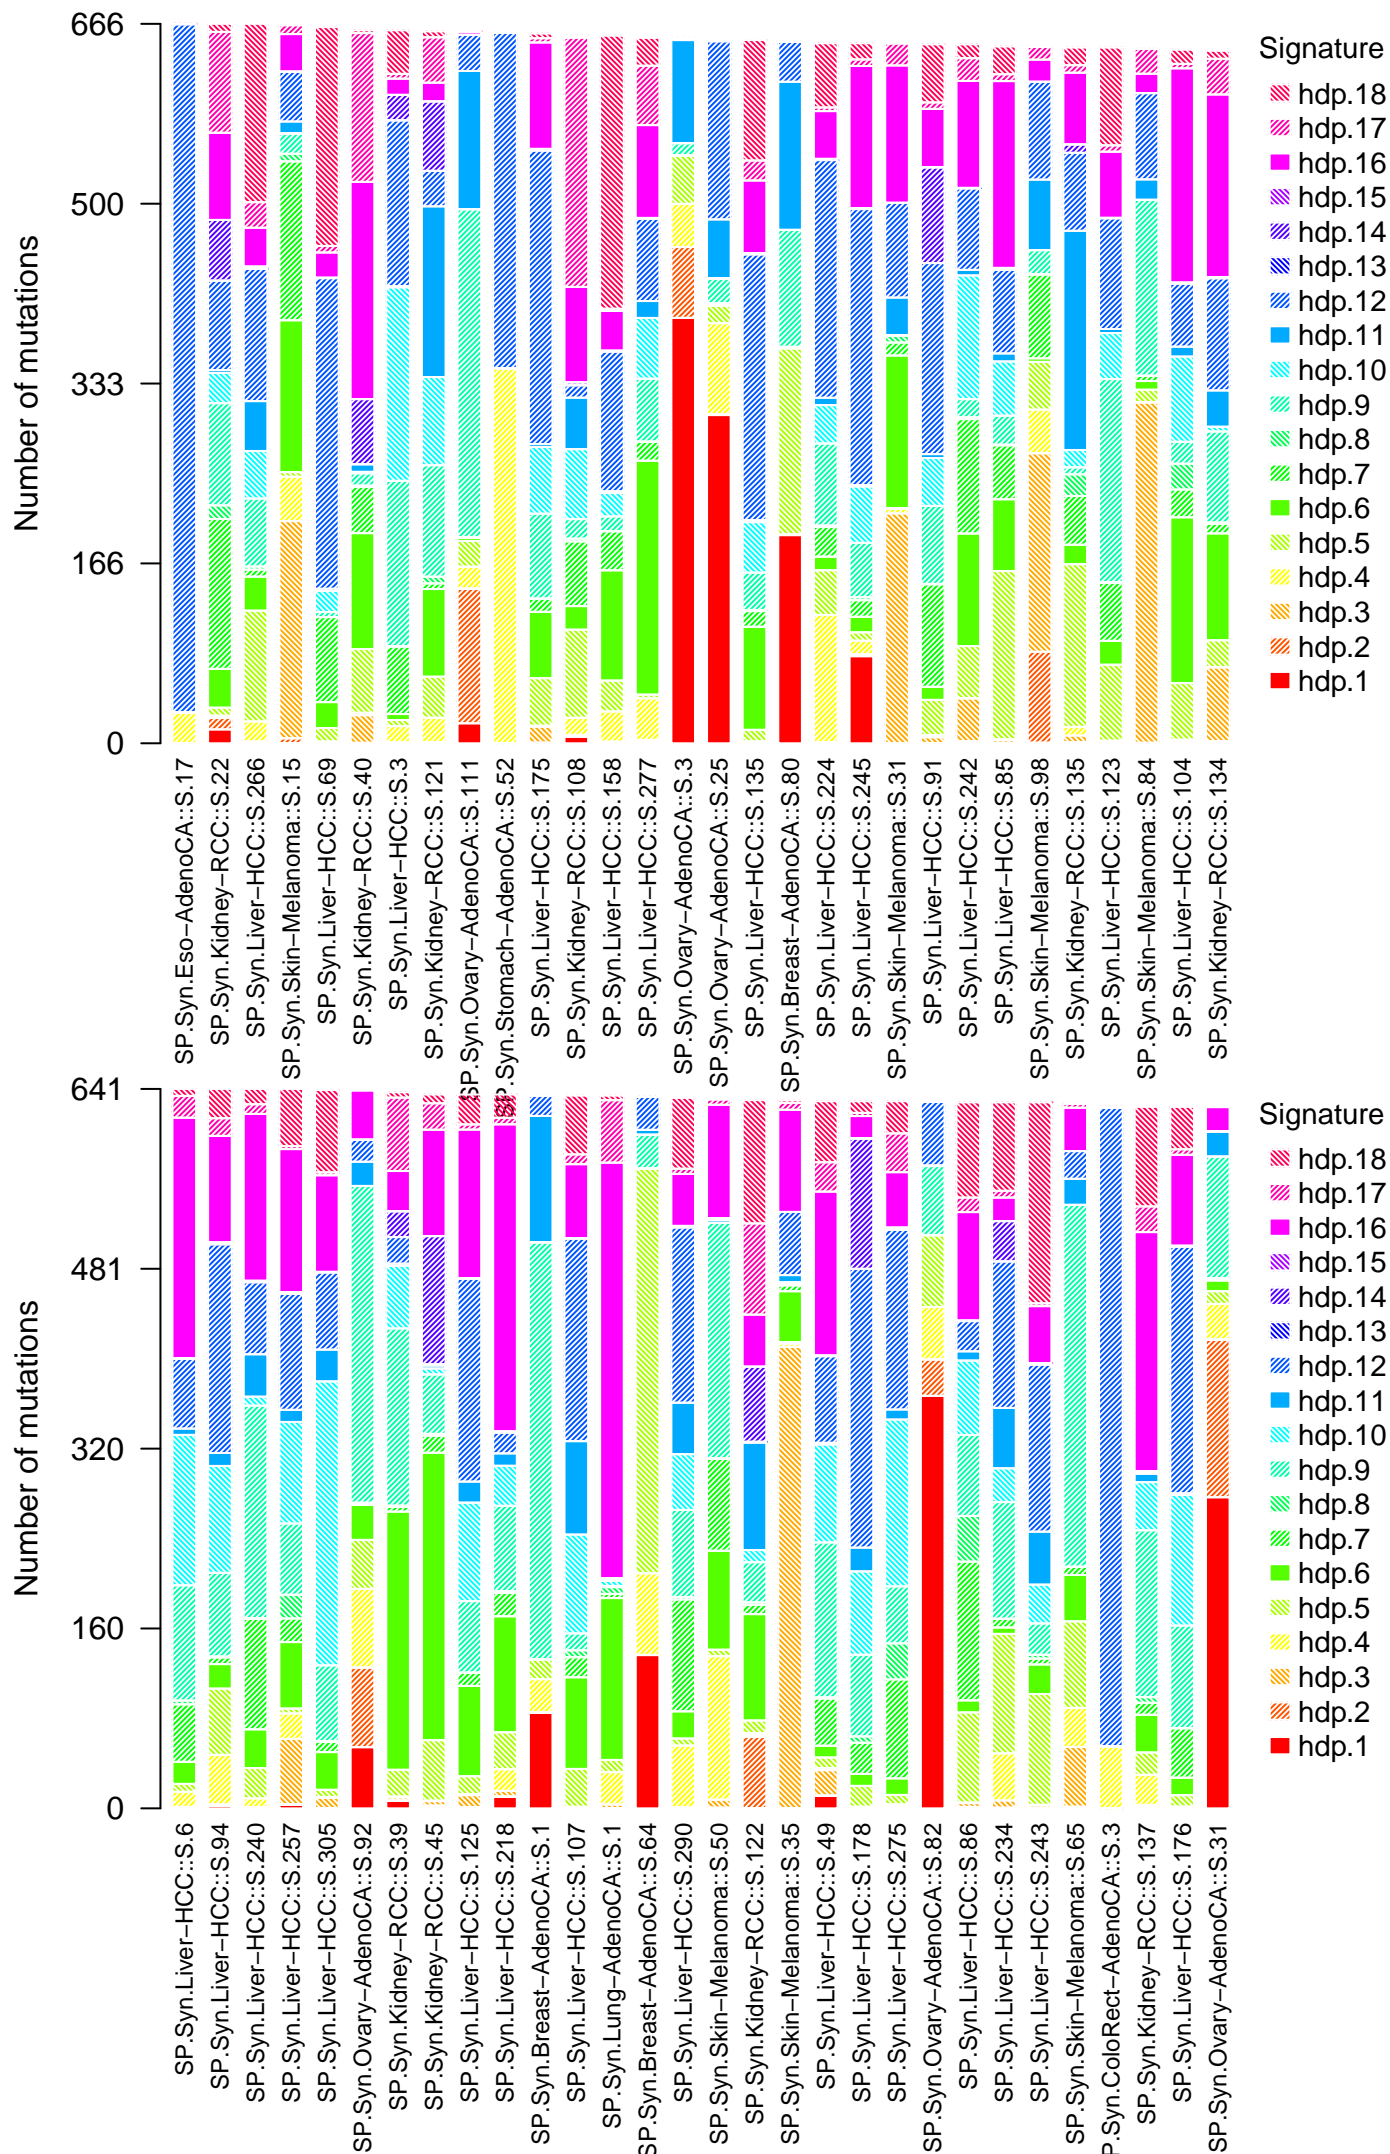 666
500
333
166
0
Number of mutations
Signature
hdp.18
hdp.17
hdp.16
hdp.15
hdp.14
hdp.13
hdp.12
hdp.11
hdp.10
hdp.9
hdp.8
hdp.7
hdp.6
hdp.5
hdp.4
hdp.3
hdp.2
hdp.1
SP.Syn.Eso−AdenoCA::S.17
SP.Syn.Kidney−RCC::S.22
SP.Syn.Liver−HCC::S.266
SP.Syn.Skin−Melanoma::S.15
SP.Syn.Liver−HCC::S.69
SP.Syn.Kidney−RCC::S.40
SP.Syn.Liver−HCC::S.3
SP.Syn.Kidney−RCC::S.121
SP.Syn.Ovary−AdenoCA::S.111
SP.Syn.Stomach−AdenoCA::S.52
SP.Syn.Liver−HCC::S.175
SP.Syn.Kidney−RCC::S.108
SP.Syn.Liver−HCC::S.158
SP.Syn.Liver−HCC::S.277
SP.Syn.Ovary−AdenoCA::S.3
SP.Syn.Ovary−AdenoCA::S.25
SP.Syn.Liver−HCC::S.135
SP.Syn.Breast−AdenoCA::S.80
SP.Syn.Liver−HCC::S.224
SP.Syn.Liver−HCC::S.245
SP.Syn.Skin−Melanoma::S.31
SP.Syn.Liver−HCC::S.91
SP.Syn.Liver−HCC::S.242
SP.Syn.Liver−HCC::S.85
SP.Syn.Skin−Melanoma::S.98
SP.Syn.Kidney−RCC::S.135
SP.Syn.Liver−HCC::S.123
SP.Syn.Skin−Melanoma::S.84
SP.Syn.Liver−HCC::S.104
SP.Syn.Kidney−RCC::S.134
641
481
320
160
0
Number of mutations
Signature
hdp.18
hdp.17
hdp.16
hdp.15
hdp.14
hdp.13
hdp.12
hdp.11
hdp.10
hdp.9
hdp.8
hdp.7
hdp.6
hdp.5
hdp.4
hdp.3
hdp.2
hdp.1
SP.Syn.Liver−HCC::S.6
SP.Syn.Liver−HCC::S.94
SP.Syn.Liver−HCC::S.240
SP.Syn.Liver−HCC::S.257
SP.Syn.Liver−HCC::S.305
SP.Syn.Ovary−AdenoCA::S.92
SP.Syn.Kidney−RCC::S.39
SP.Syn.Kidney−RCC::S.45
SP.Syn.Liver−HCC::S.125
SP.Syn.Liver−HCC::S.218
SP.Syn.Breast−AdenoCA::S.1
SP.Syn.Liver−HCC::S.107
SP.Syn.Lung−AdenoCA::S.1
SP.Syn.Breast−AdenoCA::S.64
SP.Syn.Liver−HCC::S.290
SP.Syn.Skin−Melanoma::S.50
SP.Syn.Kidney−RCC::S.122
SP.Syn.Skin−Melanoma::S.35
SP.Syn.Liver−HCC::S.49
SP.Syn.Liver−HCC::S.178
SP.Syn.Liver−HCC::S.275
SP.Syn.Ovary−AdenoCA::S.82
SP.Syn.Liver−HCC::S.86
SP.Syn.Liver−HCC::S.234
SP.Syn.Liver−HCC::S.243
SP.Syn.Skin−Melanoma::S.65
SP.Syn.ColoRect−AdenoCA::S.3
SP.Syn.Kidney−RCC::S.137
SP.Syn.Liver−HCC::S.176
SP.Syn.Ovary−AdenoCA::S.31